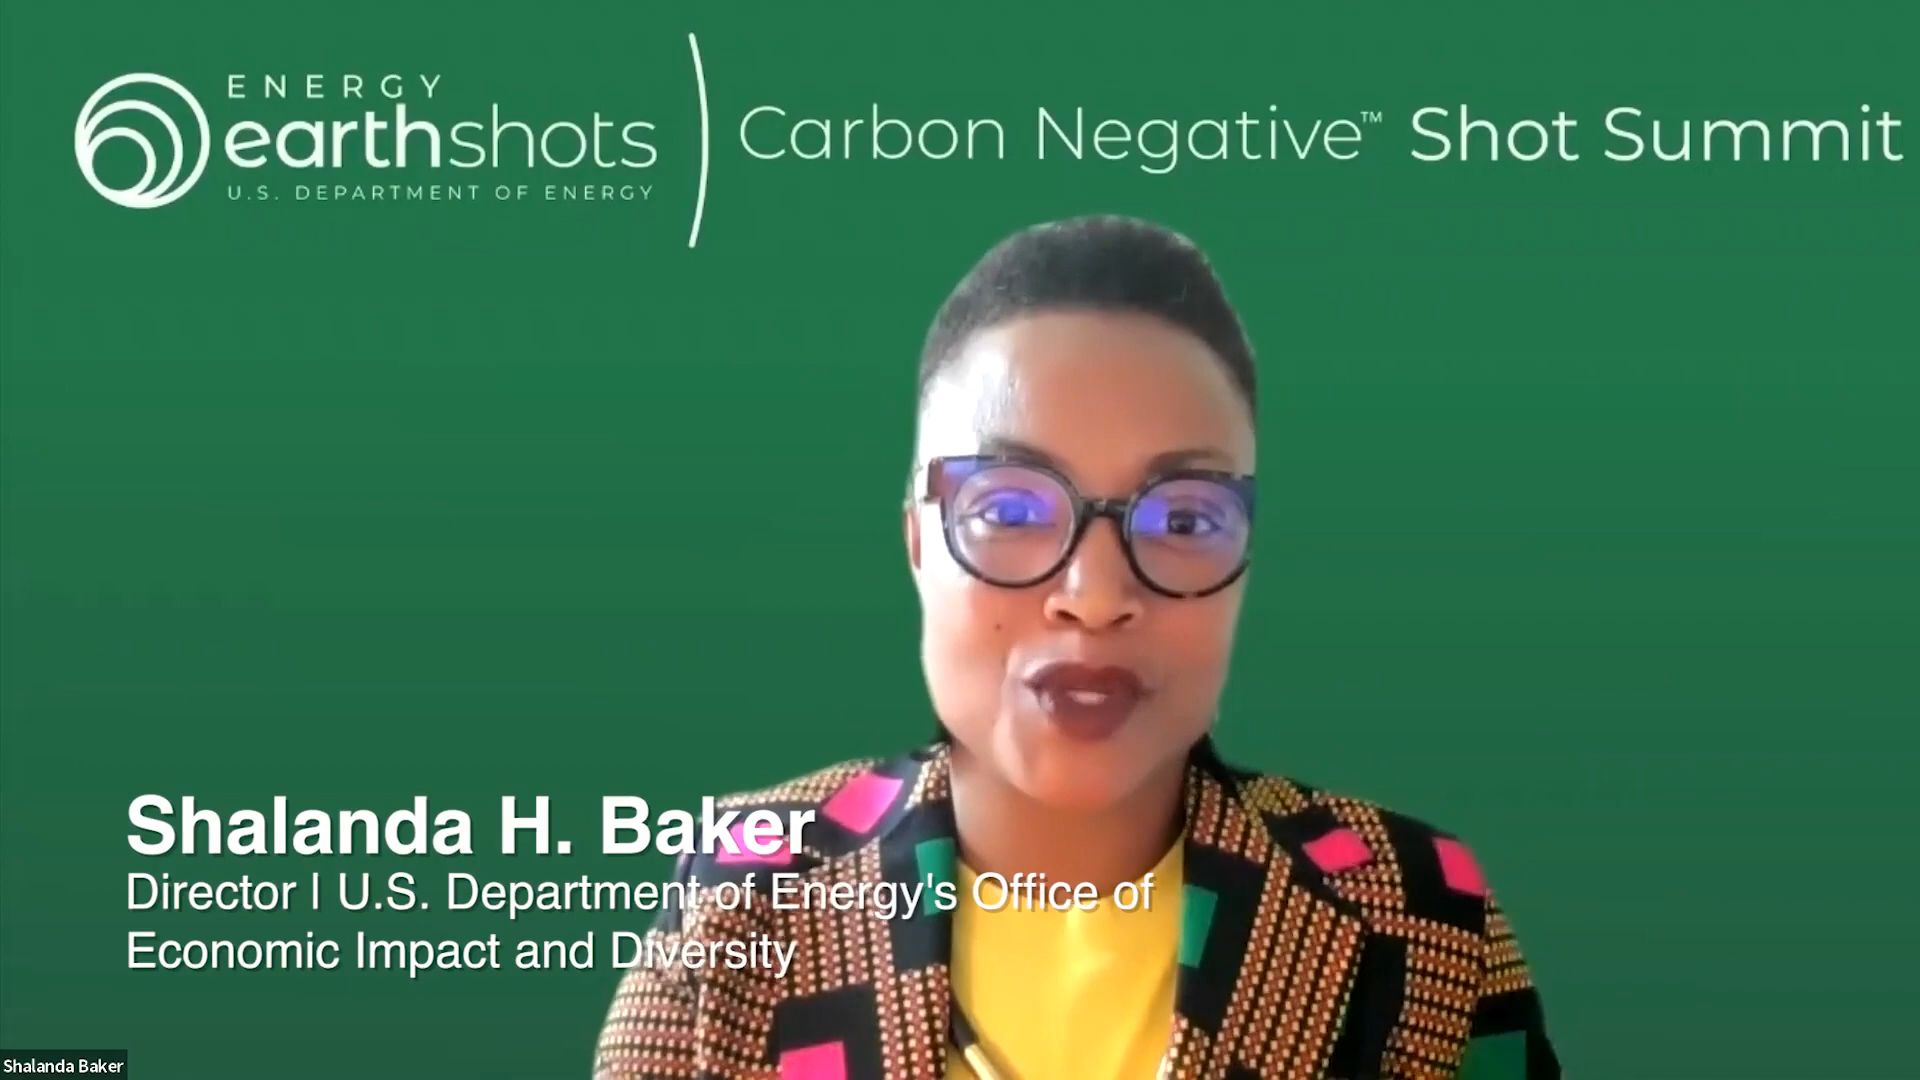 ENERGY
earthshots
U.S. DEPARTMENT OF ENERGY
Carbon Negative™ Shot Summit
Shalanda H. Baker
Director | U.S. Department of Energy's Office of
Economic Impact and Diversity
Shalanda Baker